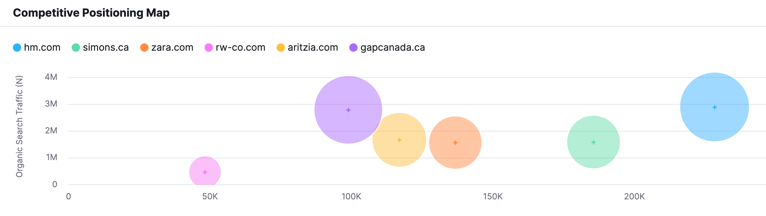 Competitive Positioning Map
hm.com simons.ca zara.com rw-co.com aritzia.com gapcanada.ca
Organic Search Traffic (N)
4M
3M
2M
1M
0
0 50K 100K 150K 200K